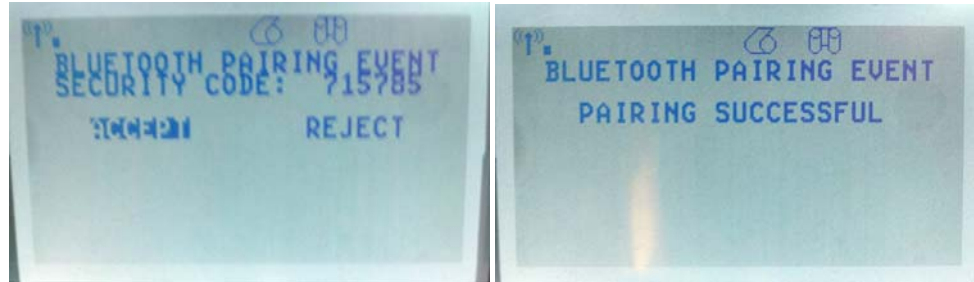 BLUETOOTH PAIRING EVENT
SECURITY CODE: 715785
ACCEPT REJECT
BLUETOOTH PAIRING EVENT
PAIRING SUCCESSFUL